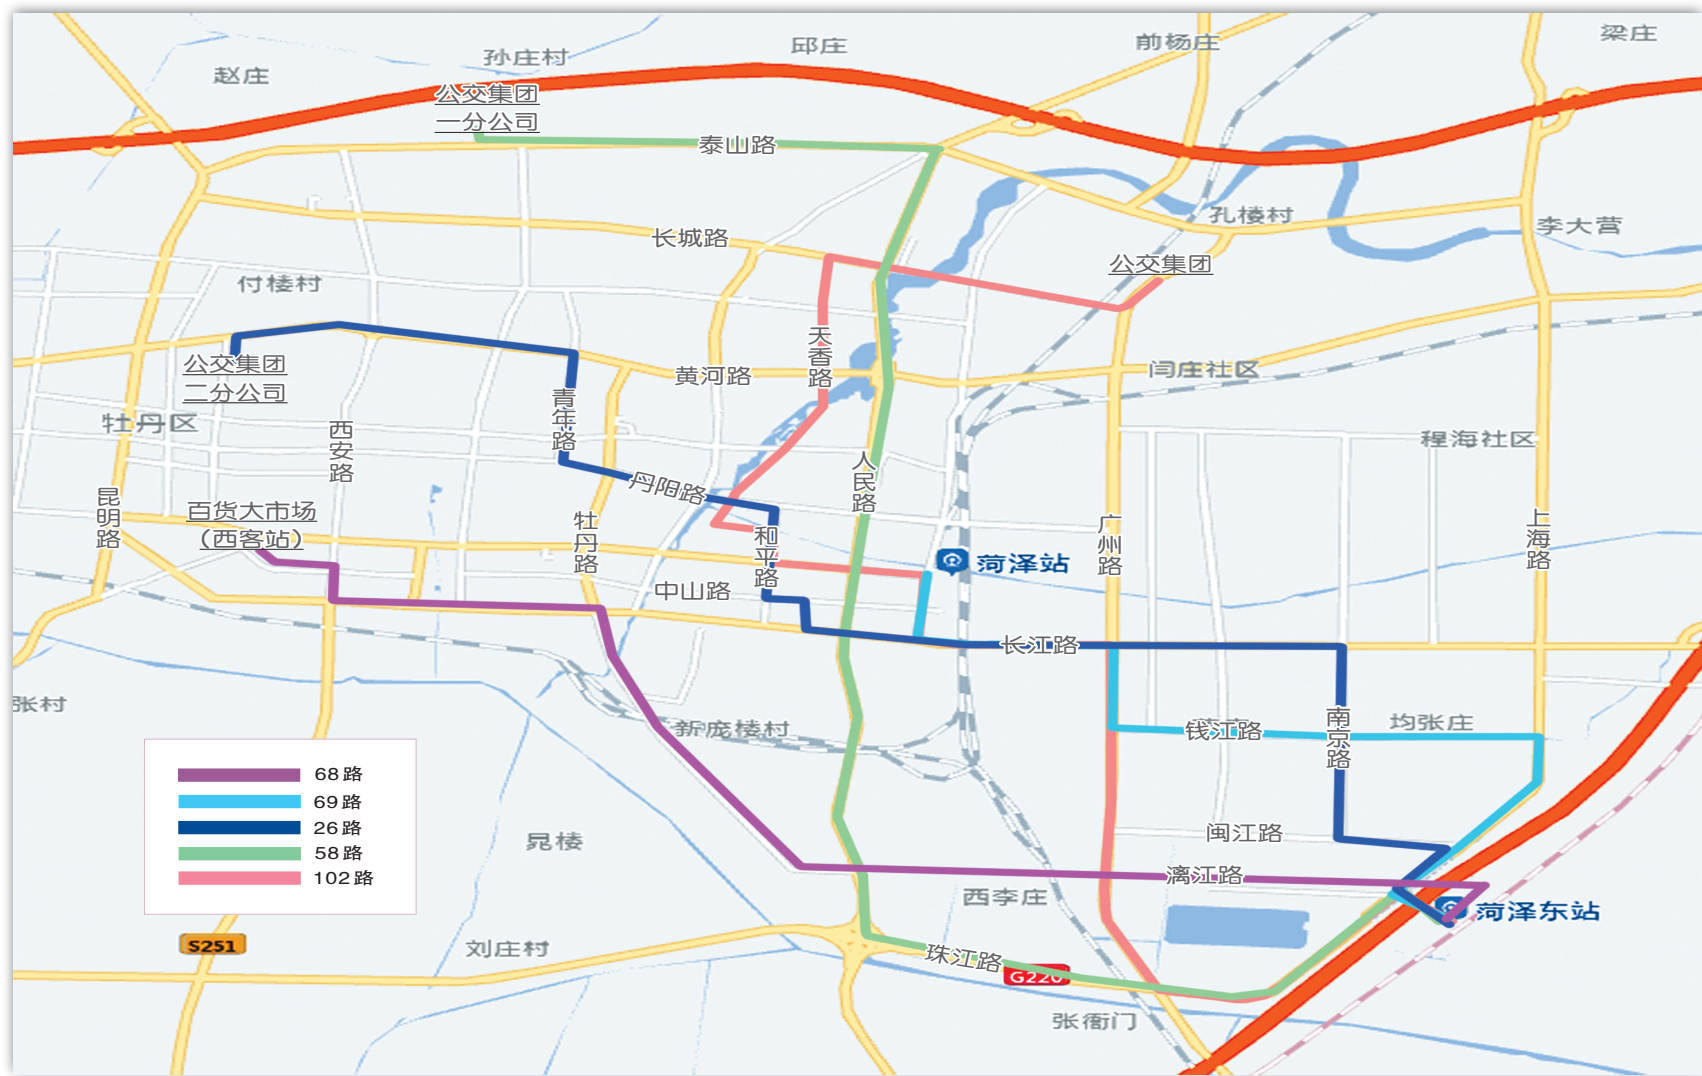 梁庄
前杨庄
邱庄
孙庄村
赵庄
公交集团
一分公司
泰山路
孔楼村
李大营
长城路
公交集团
付楼村
天香路
公交集团
二分公司
黄河路
闫庄社区
青年路
牡丹区
西安路
程海社区
人民路
丹阳路
昆明路
百货大市场
（西客站）
牡丹路
和平路
广州路
上海路
菏泽站
中山路
长江路
张村
新庞楼村
钱江路
南京路
均张庄
68路
69路
26路
58路
102路
晁楼
闽江路
漓江路
西李庄
菏泽东站
S251
刘庄村
珠江路
G220
张衙门